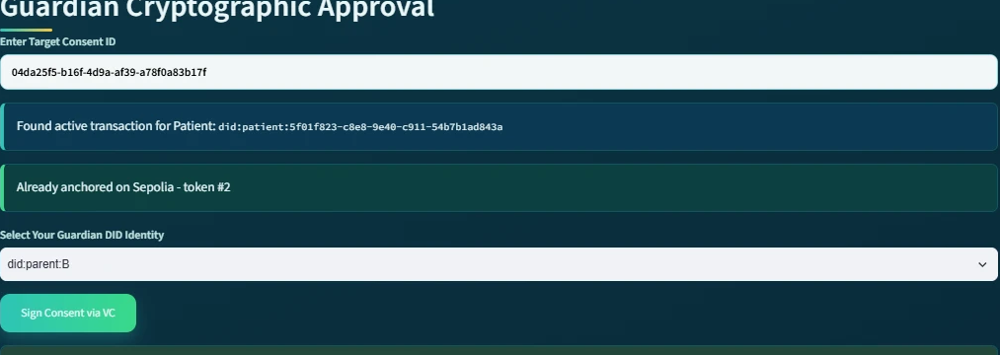 Guardian Cryptographic Approval
Enter Target Consent ID
04da25f5-b16f-4d9a-af39-a78f0a83b17f
Found active transaction for Patient: did:patient:5f01f823-c8e8-9e40-c911-54b7b1ad843a
Already anchored on Sepolia - token #2
Select Your Guardian DID Identity
did:parent:B
Sign Consent via VC